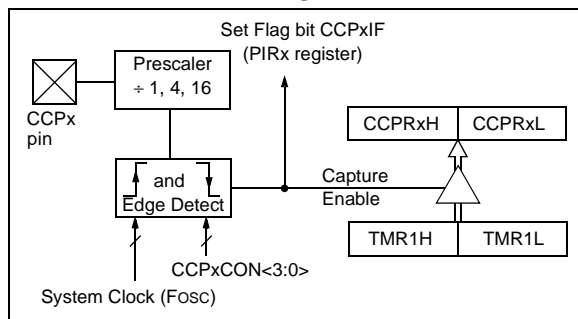 Set Flag bit CCPxIF
(PIRx register)
Prescaler
÷ 1, 4, 16
CCPx
pin
CCPRxH
CCPRxL
and
Edge Detect
Capture
Enable
TMR1H
TMR1L
CCPxCON<3:0>
System Clock (FOSC)